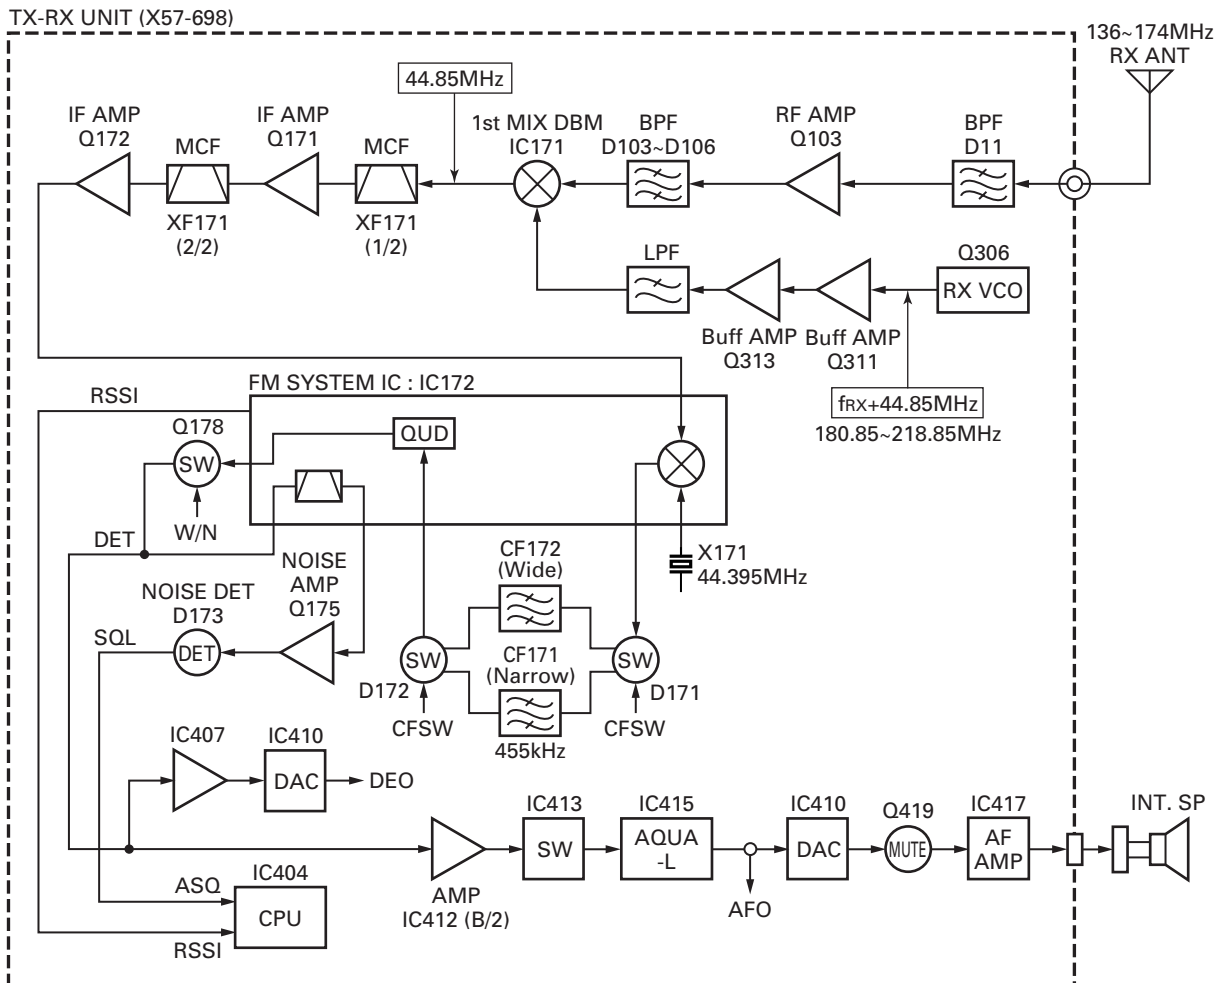 TX-RX UNIT (X57-698)
136~174MHz
RX ANT
44.85MHz
IF AMP
Q172
MCF
XF171
(2/2)
IF AMP
Q171
MCF
XF171
(1/2)
1st MIX DBM
IC171
BPF
D103~D106
RF AMP
Q103
BPF
D11
LPF
Buff AMP
Q313
Buff AMP
Q311
Q306
RX VCO
fRX+44.85MHz
180.85~218.85MHz
RSSI
FM SYSTEM IC : IC172
Q178
SW
W/N
QUD
DET
X171
44.395MHz
NOISE
AMP
Q175
NOISE DET
D173
DET
SQL
CF172
(Wide)
CF171
(Narrow)
455kHz
SW
D172
CFSW
SW
D171
CFSW
IC407
IC410
DAC
DEO
AMP
IC412 (B/2)
IC413
SW
IC415
AQUA
-L
AFO
IC410
DAC
Q419
MUTE
IC417
AF
AMP
INT. SP
ASQ
IC404
CPU
RSSI